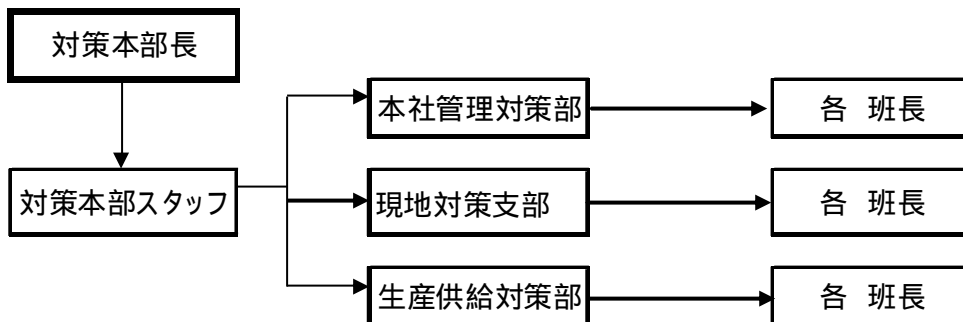 対策本部長
本社管理対策部
各 班長
対策本部スタッフ
現地対策支部
各 班長
生産供給対策部
各 班長